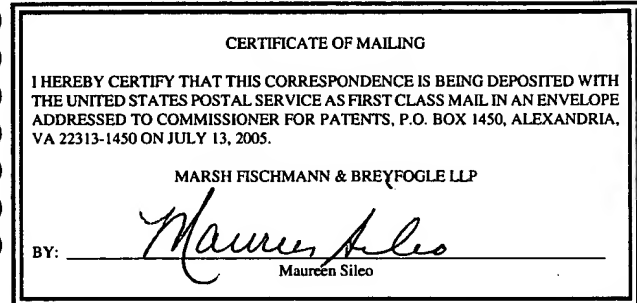 CERTIFICATE OF MAILING
I HEREBY CERTIFY THAT THIS CORRESPONDENCE IS BEING DEPOSITED WITH
THE UNITED STATES POSTAL SERVICE AS FIRST CLASS MAIL IN AN ENVELOPE
ADDRESSED TO COMMISSIONER FOR PATENTS, P.O. BOX 1450, ALEXANDRIA,
VA 22313-1450 ON JULY 13, 2005.
MARSH FISCHMANN & BREYFOGLE LLP
BY: Maureen Sileo
Maureen Sileo